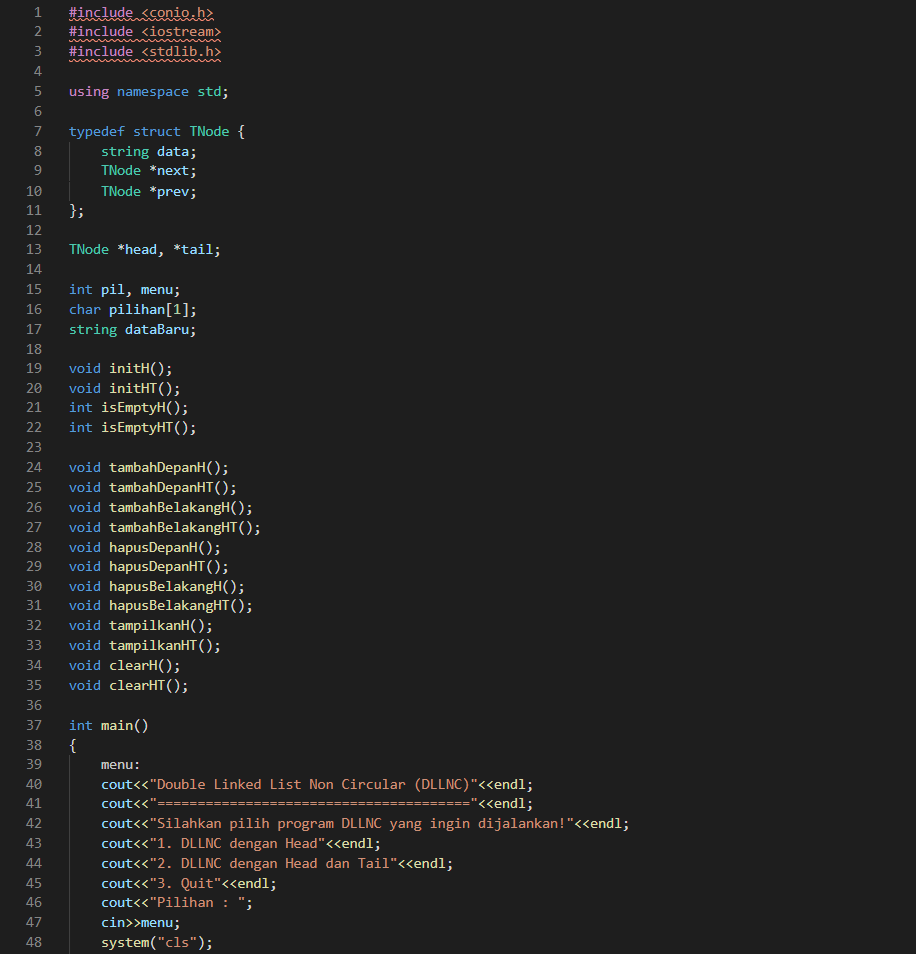 1 #include <conio.h>
2 #include <iostream>
3 #include <stdlib.h>
4
5 using namespace std;
6
7 typedef struct TNode {
8     string data;
9     TNode *next;
10     TNode *prev;
11 };
12
13 TNode *head, *tail;
14
15 int pil, menu;
16 char pilihan[1];
17 string dataBaru;
18
19 void initH();
20 void initHT();
21 int isEmptyH();
22 int isEmptyHT();
23
24 void tambahDepanH();
25 void tambahDepanHT();
26 void tambahBelakangH();
27 void tambahBelakangHT();
28 void hapusDepanH();
29 void hapusDepanHT();
30 void hapusBelakangH();
31 void hapusBelakangHT();
32 void tampilkanH();
33 void tampilkanHT();
34 void clearH();
35 void clearHT();
36
37 int main()
38 {
39     menu:
40     cout<<"Double Linked List Non Circular (DLLNC)"<<endl;
41     cout<<"======================================="<<endl;
42     cout<<"Silahkan pilih program DLLNC yang ingin dijalankan!"<<endl;
43     cout<<"1. DLLNC dengan Head"<<endl;
44     cout<<"2. DLLNC dengan Head dan Tail"<<endl;
45     cout<<"3. Quit"<<endl;
46     cout<<"Pilihan : ";
47     cin>>menu;
48     system("cls");